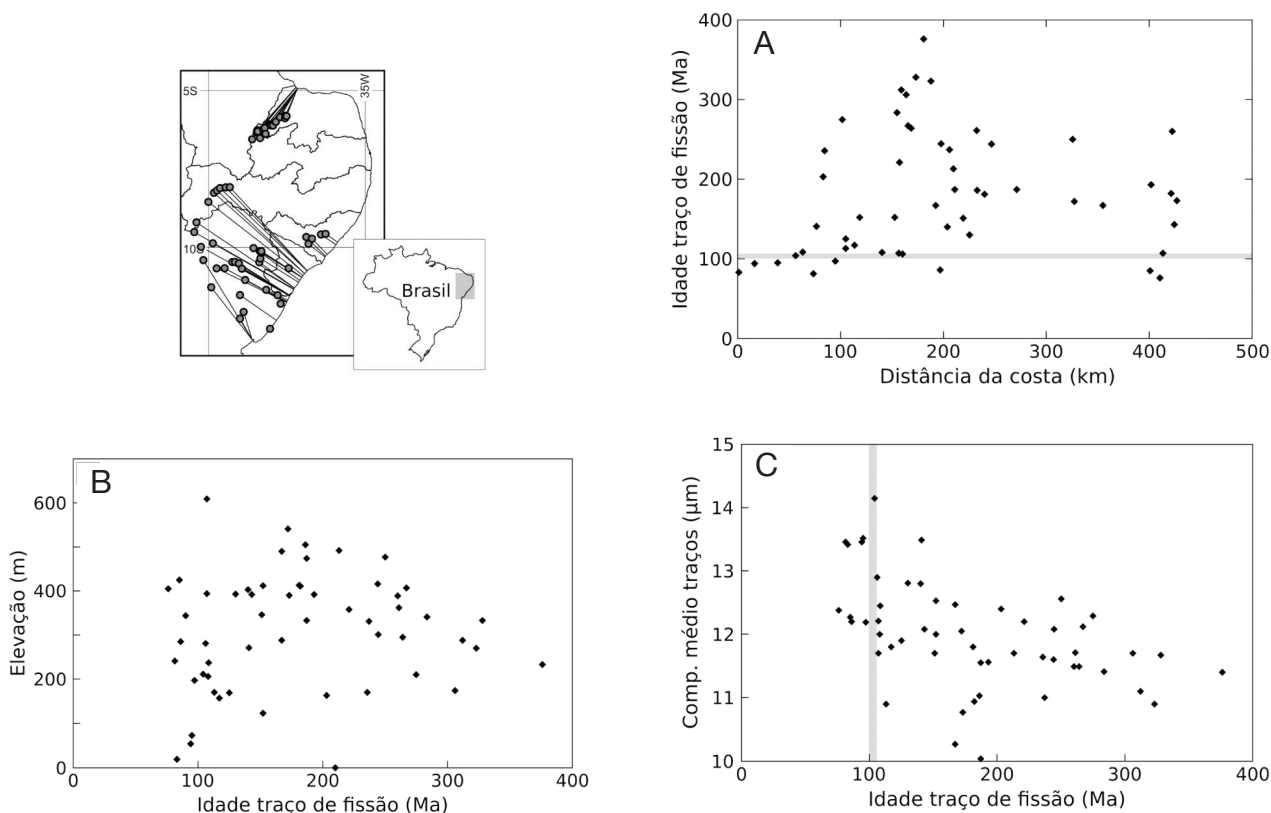 5S
35W
10S
Brasil
A
Idade traço de fissão (Ma)
400
300
200
100
0
0 100 200 300 400 500
Distância da costa (km)
B
Elevação (m)
600
400
200
0
0 100 200 300 400
Idade traço de fissão (Ma)
C
Comp. médio traços (µm)
15
14
13
12
11
10
0 100 200 300 400
Idade traço de fissão (Ma)